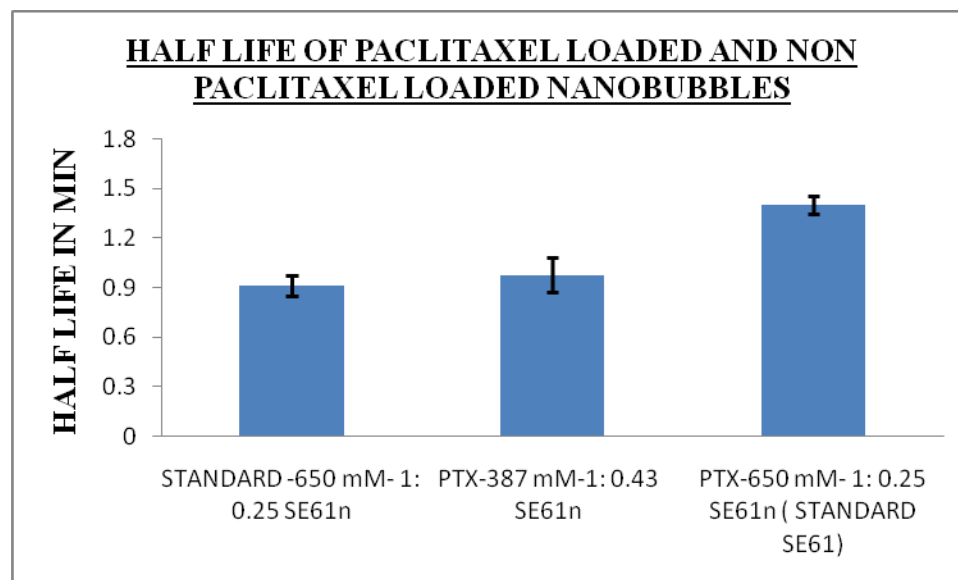 HALF LIFE OF PACLITAXEL LOADED AND NON
PACLITAXEL LOADED NANOBUBBLES
HALF LIFE IN MIN
1.8
1.5
1.2
0.9
0.6
0.3
0
STANDARD -650 mM- 1:
0.25 SE61n
PTX-387 mM-1: 0.43
SE61n
PTX-650 mM- 1: 0.25
SE61n ( STANDARD
SE61)